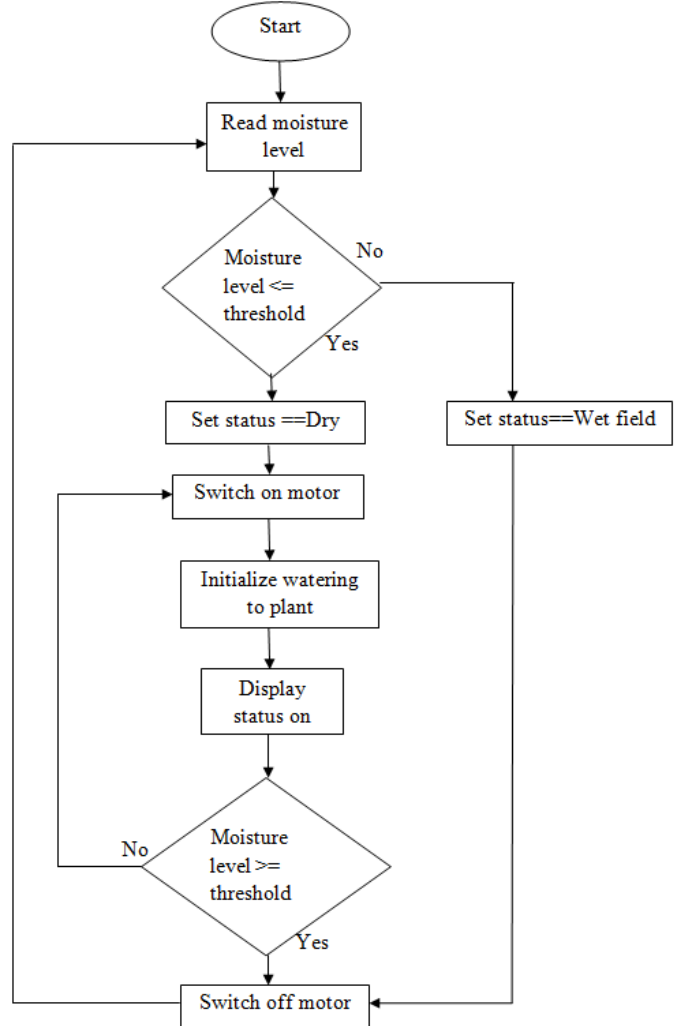 Start
Read moisture
level
Moisture
level <=
threshold
No
Yes
Set status ==Dry
Set status==Wet field
Switch on motor
Initialize watering
to plant
Display
status on
Moisture
level >=
threshold
No
Yes
Switch off motor